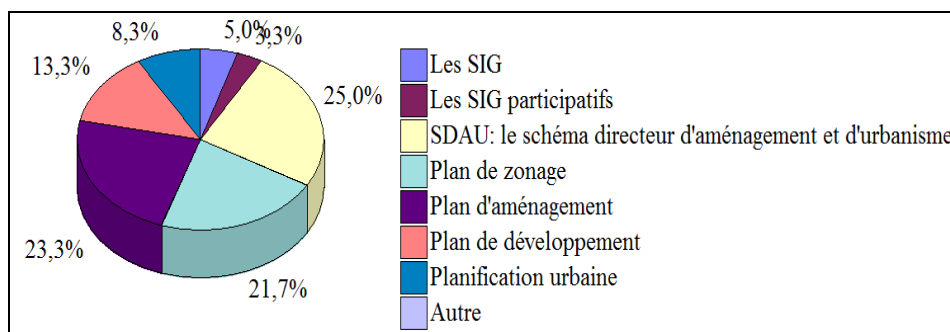 8,3%
5,0%
3,3%
13,3%
25,0%
23,3%
21,7%
Les SIG
Les SIG participatifs
SDAU: le schéma directeur d'aménagement et d'urbanisme
Plan de zonage
Plan d'aménagement
Plan de développement
Planification urbaine
Autre